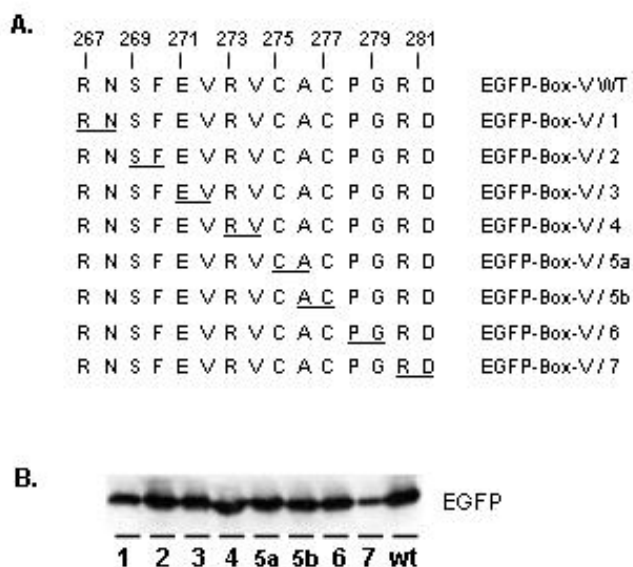 A.
267 269 271 273 275 277 279 281
R N S F E V R V C A C P G R D EGFP-Box-V WT
R N S F E V R V C A C P G R D EGFP-Box-V / 1
R N S F E V R V C A C P G R D EGFP-Box-V / 2
R N S F E V R V C A C P G R D EGFP-Box-V / 3
R N S F E V R V C A C P G R D EGFP-Box-V / 4
R N S F E V R V C A C P G R D EGFP-Box-V / 5a
R N S F E V R V C A C P G R D EGFP-Box-V / 5b
R N S F E V R V C A C P G R D EGFP-Box-V / 6
R N S F E V R V C A C P G R D EGFP-Box-V / 7
B.
EGFP
1 2 3 4 5a 5b 6 7 wt